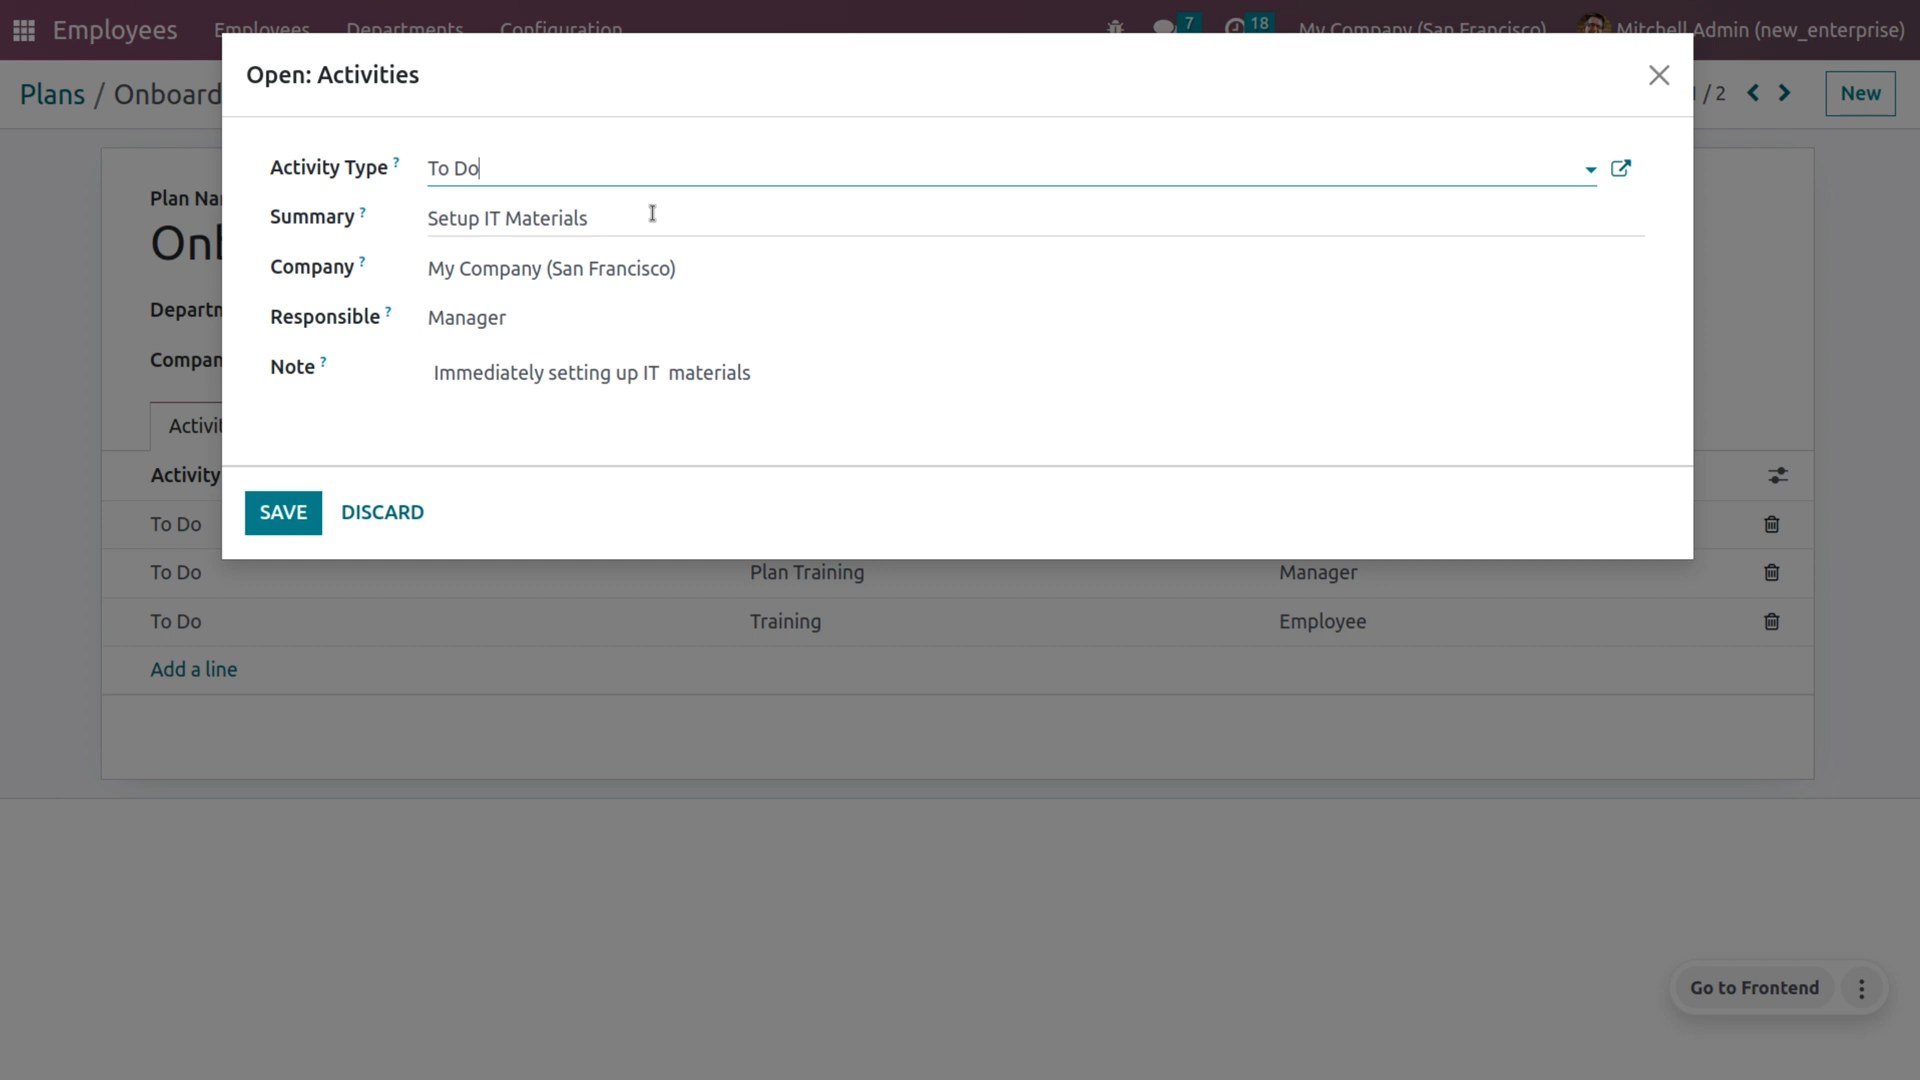 Employees Employees Departments Configuration 7 18 My Company (San Francisco) Mitchell Admin (new_enterprise)
Plans / Onboard / 2 New
Open: Activities
Activity Type ? To Do
Summary ? Setup IT Materials
Company ? My Company (San Francisco)
Responsible ? Manager
Note ? Immediately setting up IT  materials
SAVE DISCARD
Plan Na
Onb
Departm
Compan
Activit
Activity
To Do
To Do Plan Training Manager
To Do Training Employee
Add a line
Go to Frontend